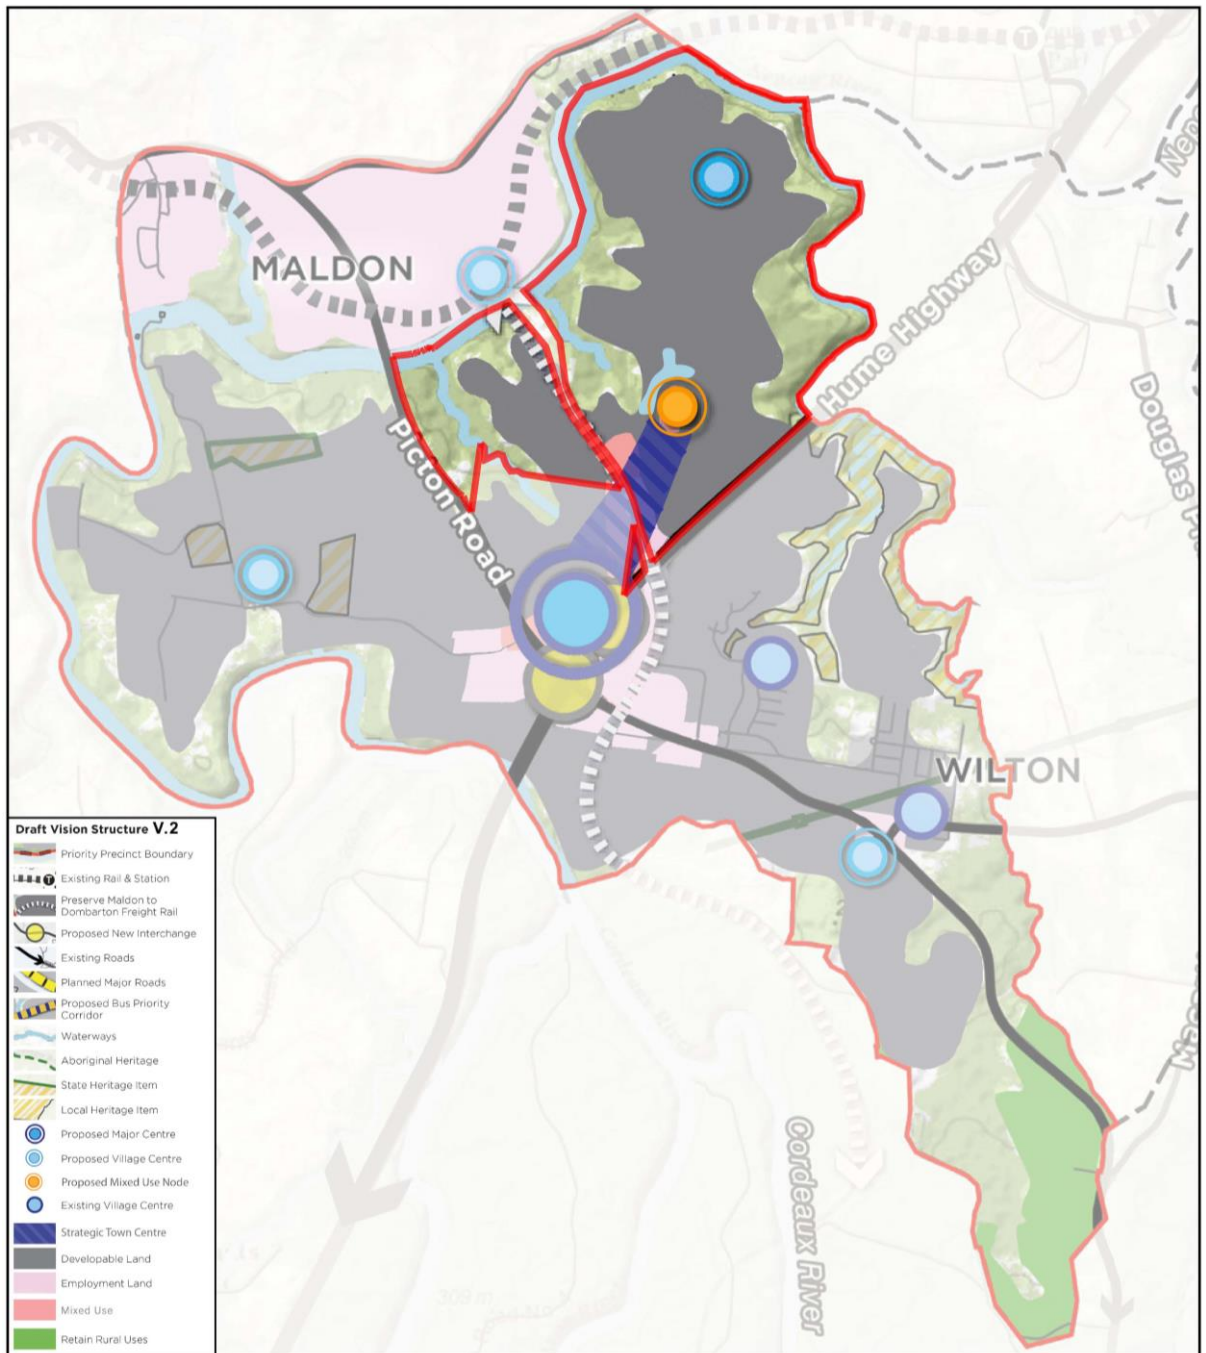 MALDON
Hume Highway
Picton Road
WILTON
Cordeaux River
Draft Vision Structure V.2
Priority Precinct Boundary
T
Existing Rail & Station
Preserve Maldon to
Dombarton Freight Rail
Proposed New Interchange
Existing Roads
Planned Major Roads
Proposed Bus Priority
Corridor
Waterways
Aboriginal Heritage
State Heritage Item
Local Heritage Item
Proposed Major Centre
Proposed Village Centre
Proposed Mixed Use Node
Existing Village Centre
Strategic Town Centre
Developable Land
Employment Land
Mixed Use
Retain Rural Uses
T
Douglas
309 m